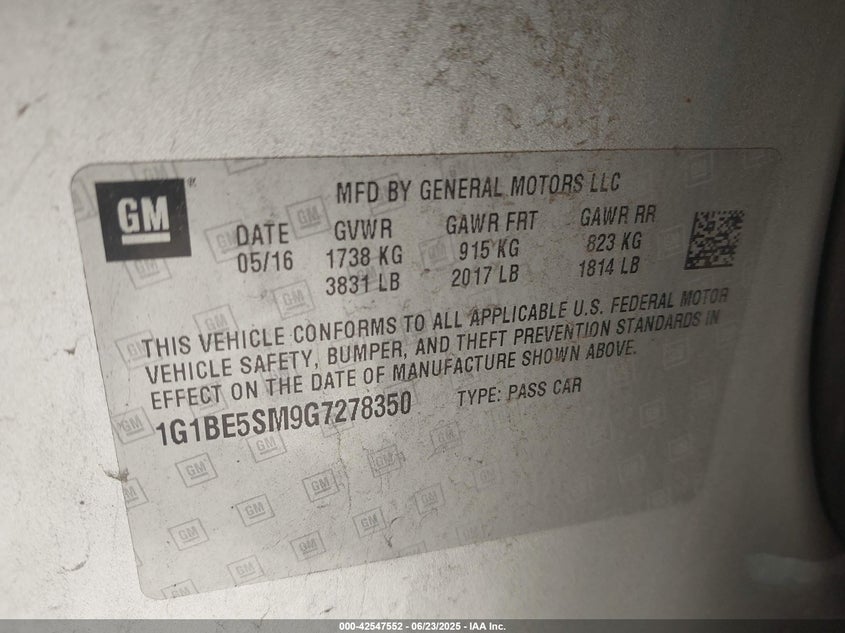 GM
MFD BY GENERAL MOTORS LLC
DATE GVWR GAWR FRT GAWR RR
05/16 1738 KG 915 KG 823 KG
3831 LB 2017 LB 1814 LB
THIS VEHICLE CONFORMS TO ALL APPLICABLE U.S. FEDERAL MOTOR
VEHICLE SAFETY, BUMPER, AND THEFT PREVENTION STANDARDS IN
EFFECT ON THE DATE OF MANUFACTURE SHOWN ABOVE.
1G1BE5SM9G7278350 TYPE: PASS CAR
000-42547552 - 06/23/2025 - IAA Inc.